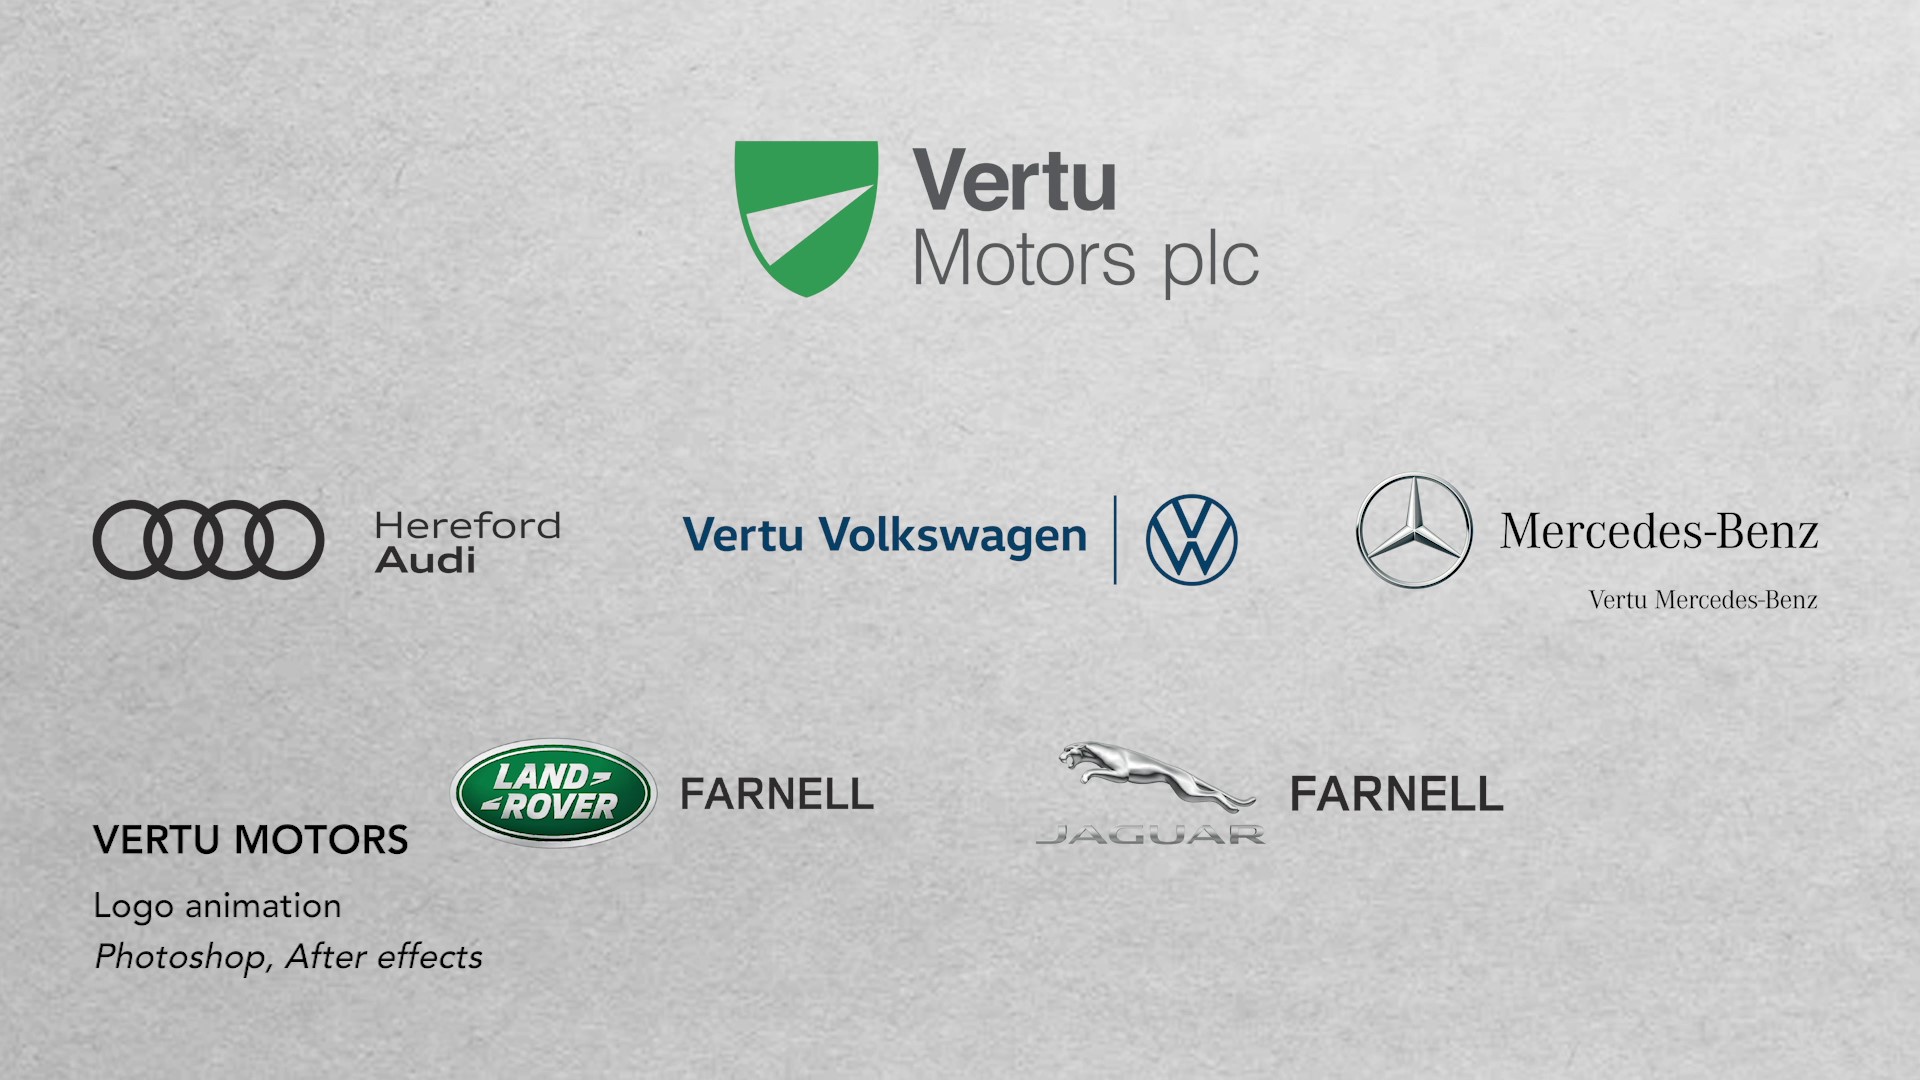 Vertu
Motors plc
Hereford
Audi
Vertu Volkswagen
Mercedes-Benz
Vertu Mercedes-Benz
LAND-
-ROVER
FARNELL
JAGUAR
FARNELL
VERTU MOTORS
Logo animation
Photoshop, After effects